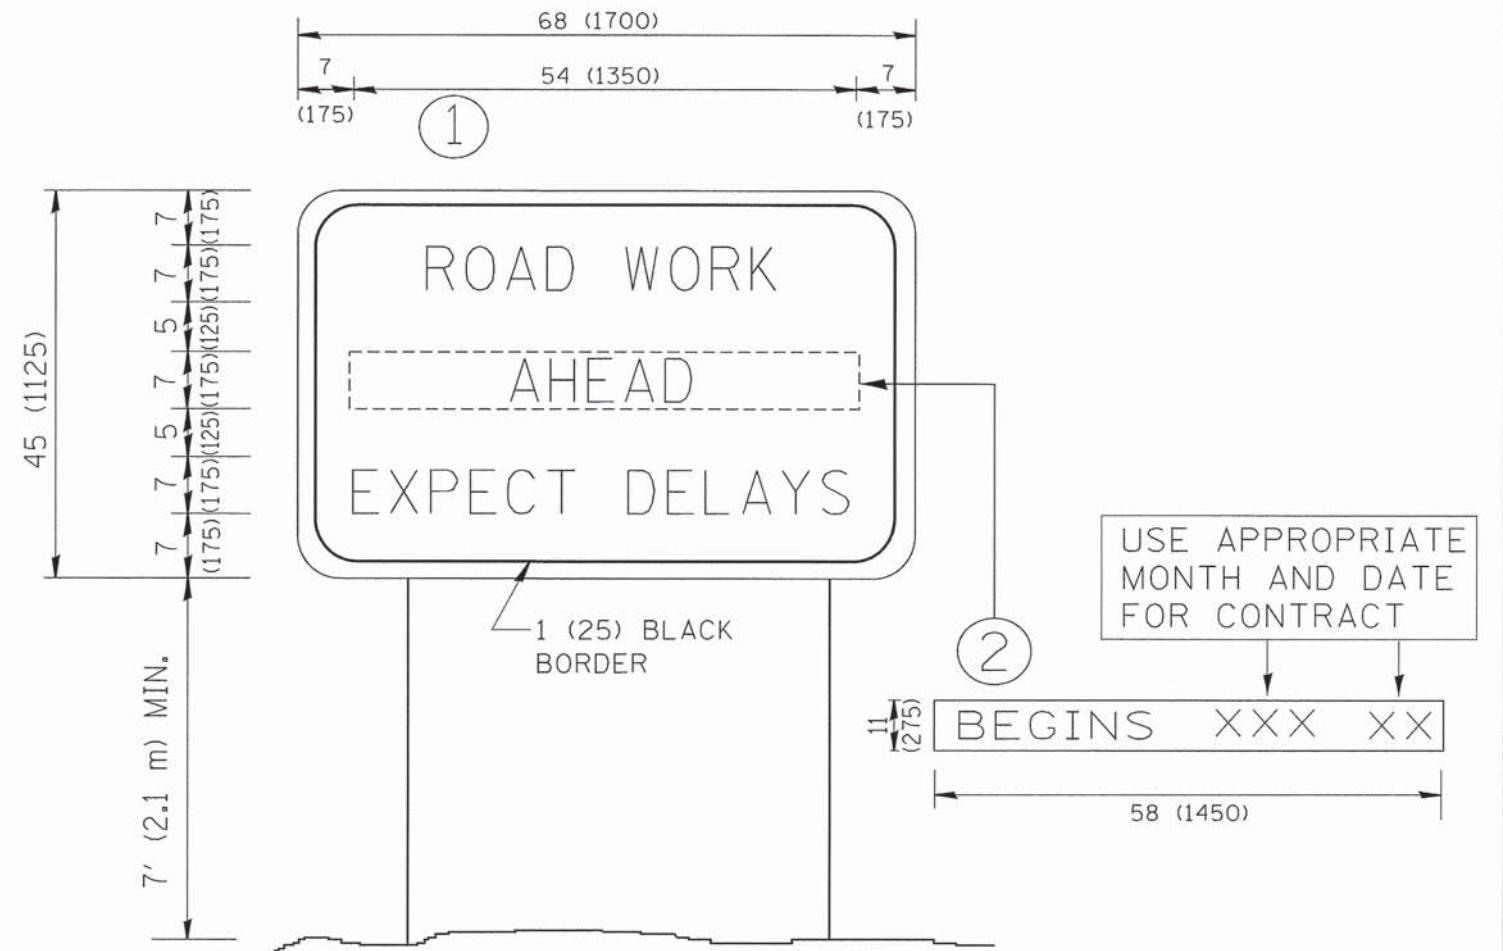 68 (1700)
7
54 (1350)
7
(175)
(175)
1
45 (1125)
7
(175)
7
(175)
5
(125)
7
(175)
5
(125)
7
(175)
7
(175)
ROAD WORK
AHEAD
EXPECT DELAYS
1 (25) BLACK
BORDER
7' (2.1 m) MIN.
2
USE APPROPRIATE
MONTH AND DATE
FOR CONTRACT
11
(275)
BEGINS XXX XX
58 (1450)